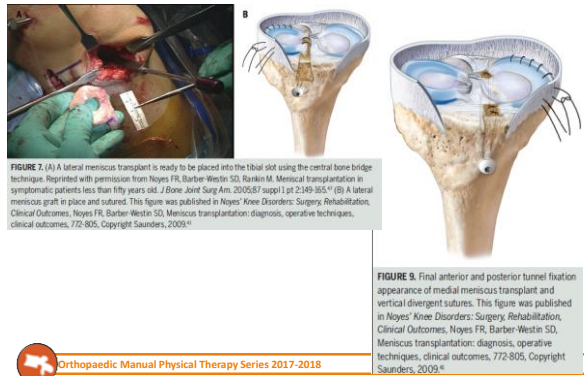 A
B
FIGURE 7. (A) A lateral meniscus transplant is ready to be placed into the tibial slot using the central bone bridge
technique. Reprinted with permission from Noyes FR, Barber-Westin SD, Rankin M. Meniscal transplantation in
symptomatic patients less than fifty years old. J Bone Joint Surg Am. 2005;87 suppl 1 pt 2:149-165. (B) A lateral
meniscus graft in place and sutured. This figure was published in Noyes' Knee Disorders: Surgery, Rehabilitation,
Clinical Outcomes, Noyes FR, Barber-Westin SD, Meniscus transplantation: diagnosis, operative techniques,
clinical outcomes, 772-805, Copyright Saunders, 2009.
FIGURE 9. Final anterior and posterior tunnel fixation
appearance of medial meniscus transplant and
vertical divergent sutures. This figure was published
in Noyes' Knee Disorders: Surgery, Rehabilitation,
Clinical Outcomes, Noyes FR, Barber-Westin SD,
Meniscus transplantation: diagnosis, operative
techniques, clinical outcomes, 772-805, Copyright
Saunders, 2009.
Orthopaedic Manual Physical Therapy Series 2017-2018